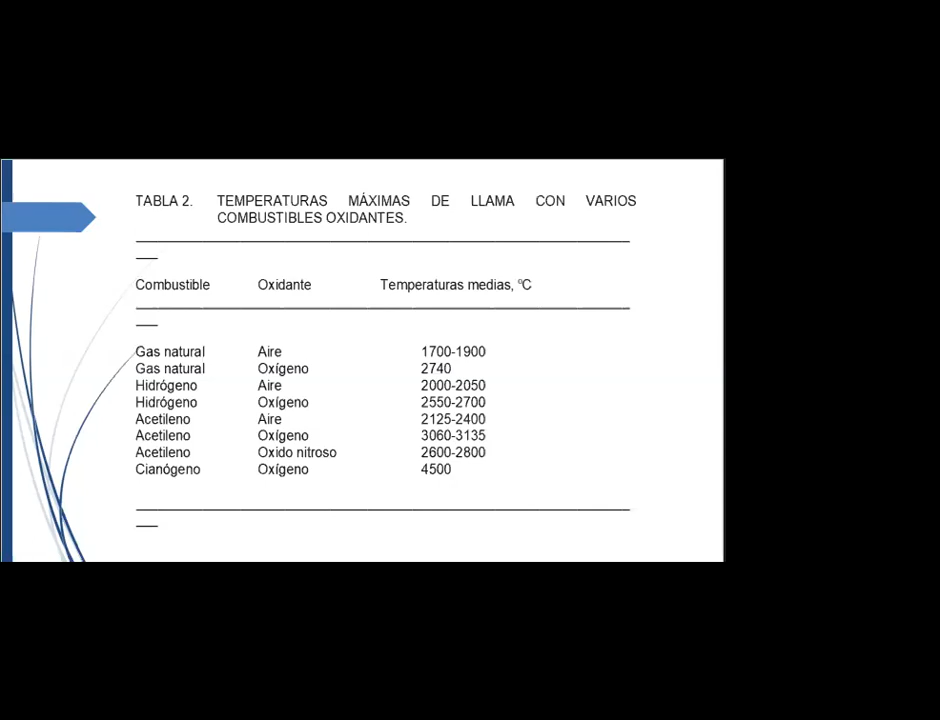 TABLA 2. TEMPERATURAS MÁXIMAS DE LLAMA CON VARIOS
COMBUSTIBLES OXIDANTES.
Combustible Oxidante Temperaturas medias, ºC
Gas natural Aire 1700-1900
Gas natural Oxígeno 2740
Hidrógeno Aire 2000-2050
Hidrógeno Oxígeno 2550-2700
Acetileno Aire 2125-2400
Acetileno Oxígeno 3060-3135
Acetileno Oxido nitroso 2600-2800
Cianógeno Oxígeno 4500